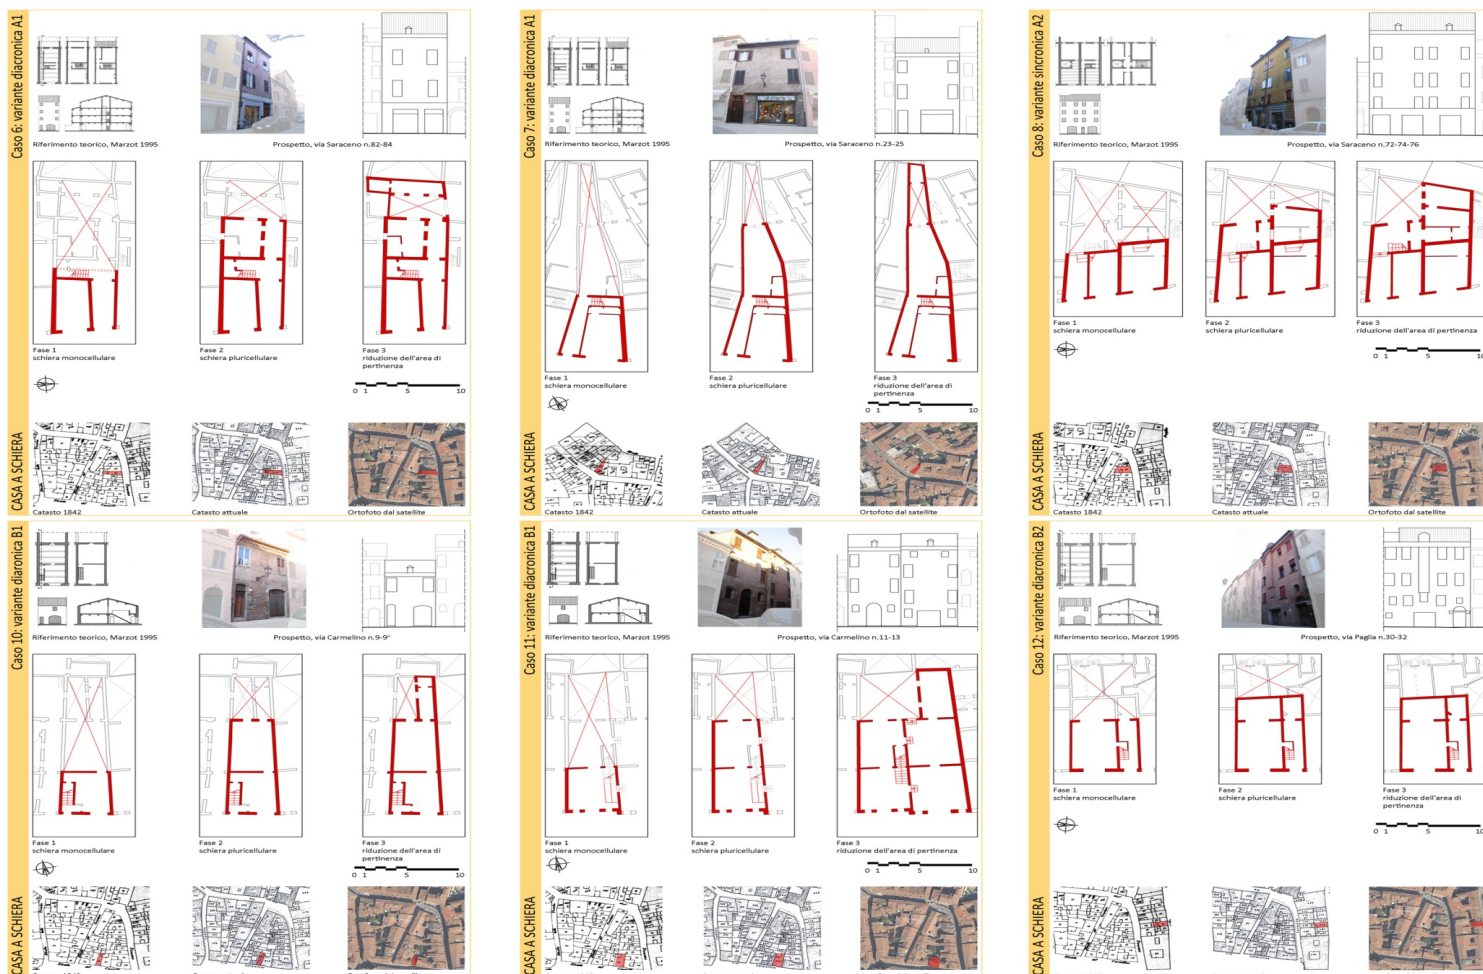 Caso 6: variante diacronica A1
Riferimento teorico, Marzot 1995
Prospetto, via Saraceno n.82-84
Fase 1
schiera monocellulare
Fase 2
schiera pluricellulare
Fase 3
riduzione dell'area di
pertinenza
0 1 5 10
CASA A SCHIERA
Catasto 1842
Catasto attuale
Ortofoto dal satellite
Caso 7: variante diacronica A1
Riferimento teorico, Marzot 1995
Prospetto, via Saraceno n.23-25
Fase 1
schiera monocellulare
Fase 2
schiera pluricellulare
Fase 3
riduzione dell'area di
pertinenza
0 1 5 10
CASA A SCHIERA
Catasto 1842
Catasto attuale
Ortofoto dal satellite
Caso 8: variante sincronica A2
Riferimento teorico, Marzot 1995
Prospetto, via Saraceno n.72-74-76
Fase 1
schiera monocellulare
Fase 2
schiera pluricellulare
Fase 3
riduzione dell'area di pertinenza
0 1 5 10
CASA A SCHIERA
Catasto 1842
Catasto attuale
Ortofoto dal satellite
Caso 10: variante diaronica B1
Riferimento teorico, Marzot 1995
Prospetto, via Carmelino n.9-9^
Fase 1
schiera monocellulare
Fase 2
schiera pluricellulare
Fase 3
riduzione dell'area di
pertinenza
0 1 5 10
CASA A SCHIERA
Caso 11: variante diacronica B1
Riferimento teorico, Marzot 1995
Prospetto, via Carmelino n.11-13
Fase 1
schiera monocellulare
Fase 2
schiera pluricellulare
Fase 3
riduzione dell'area di pertinenza
0 1 5 10
CASA A SCHIERA
Caso 12: variante diacronica B2
Riferimento teorico, Marzot 1995
Prospetto, via Paglia n.30-32
Fase 1
schiera monocellulare
Fase 2
schiera pluricellulare
Fase 3
riduzione dell'area di
pertinenza
0 1 5 10
CASA A SCHIERA